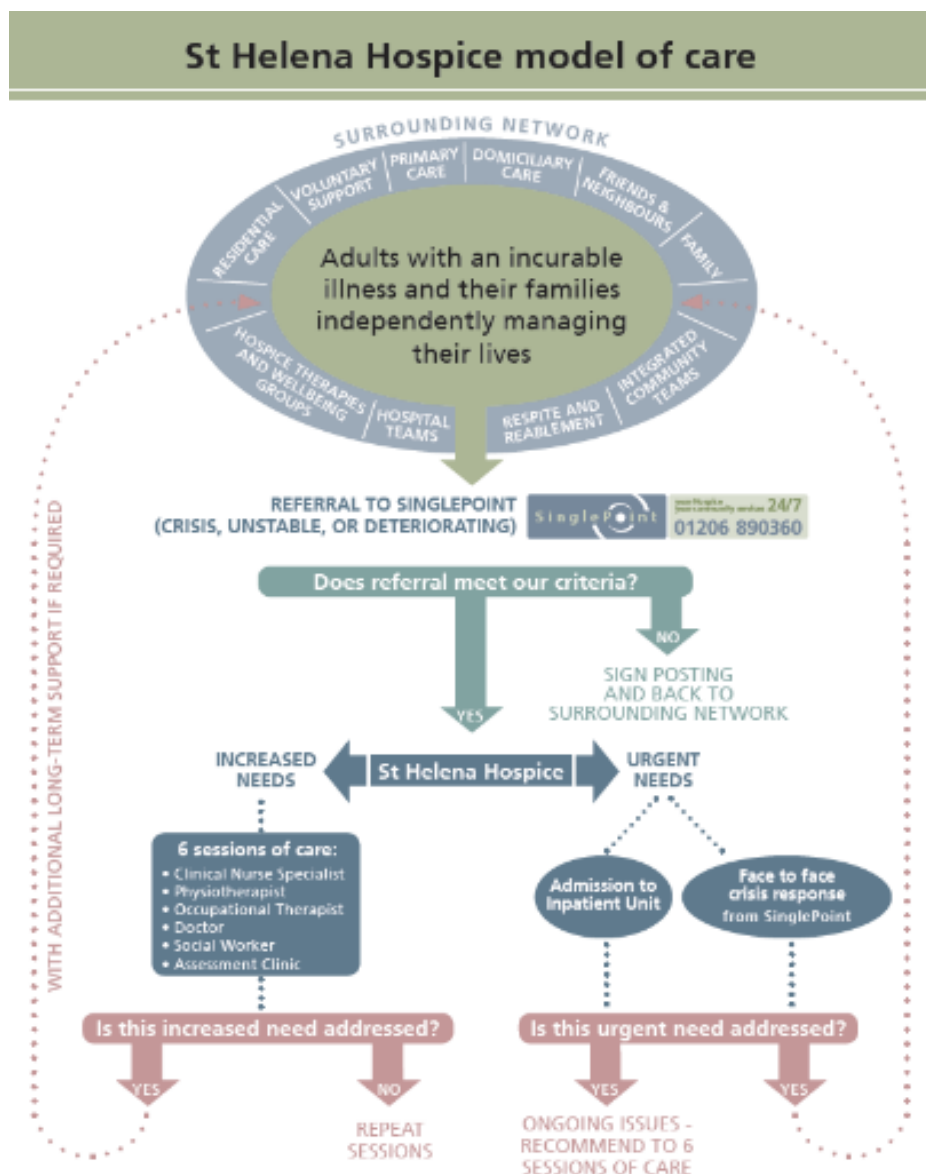 St Helena Hospice model of care
SURROUNDING NETWORK
RESIDENTIAL
CARE
VOLUNTARY
SUPPORT
PRIMARY
CARE
DOMICILIARY
CARE
FRIENDS &
NEIGHBOURS
FAMILY
Adults with an incurable
illness and their families
independently managing
their lives
HOSPICE THERAPIES
AND WELLBEING
GROUPS
HOSPITAL
TEAMS
RESPITE AND
REABLEMENT
INTEGRATED
COMMUNITY
TEAMS
REFERRAL TO SINGLEPOINT
(CRISIS, UNSTABLE, OR DETERIORATING)
SinglePoint
24/7
01206 890360
Does referral meet our criteria?
NO
SIGN POSTING
AND BACK TO
SURROUNDING NETWORK
YES
INCREASED
NEEDS
St Helena Hospice
URGENT
NEEDS
6 sessions of care:
• Clinical Nurse Specialist
• Physiotherapist
• Occupational Therapist
• Doctor
• Social Worker
• Assessment Clinic
Admission to
Inpatient Unit
Face to face
crisis response
from SinglePoint
WITH ADDITIONAL LONG-TERM SUPPORT IF REQUIRED
Is this increased need addressed?
YES
NO
REPEAT
SESSIONS
Is this urgent need addressed?
YES
YES
ONGOING ISSUES -
RECOMMEND TO 6
SESSIONS OF CARE